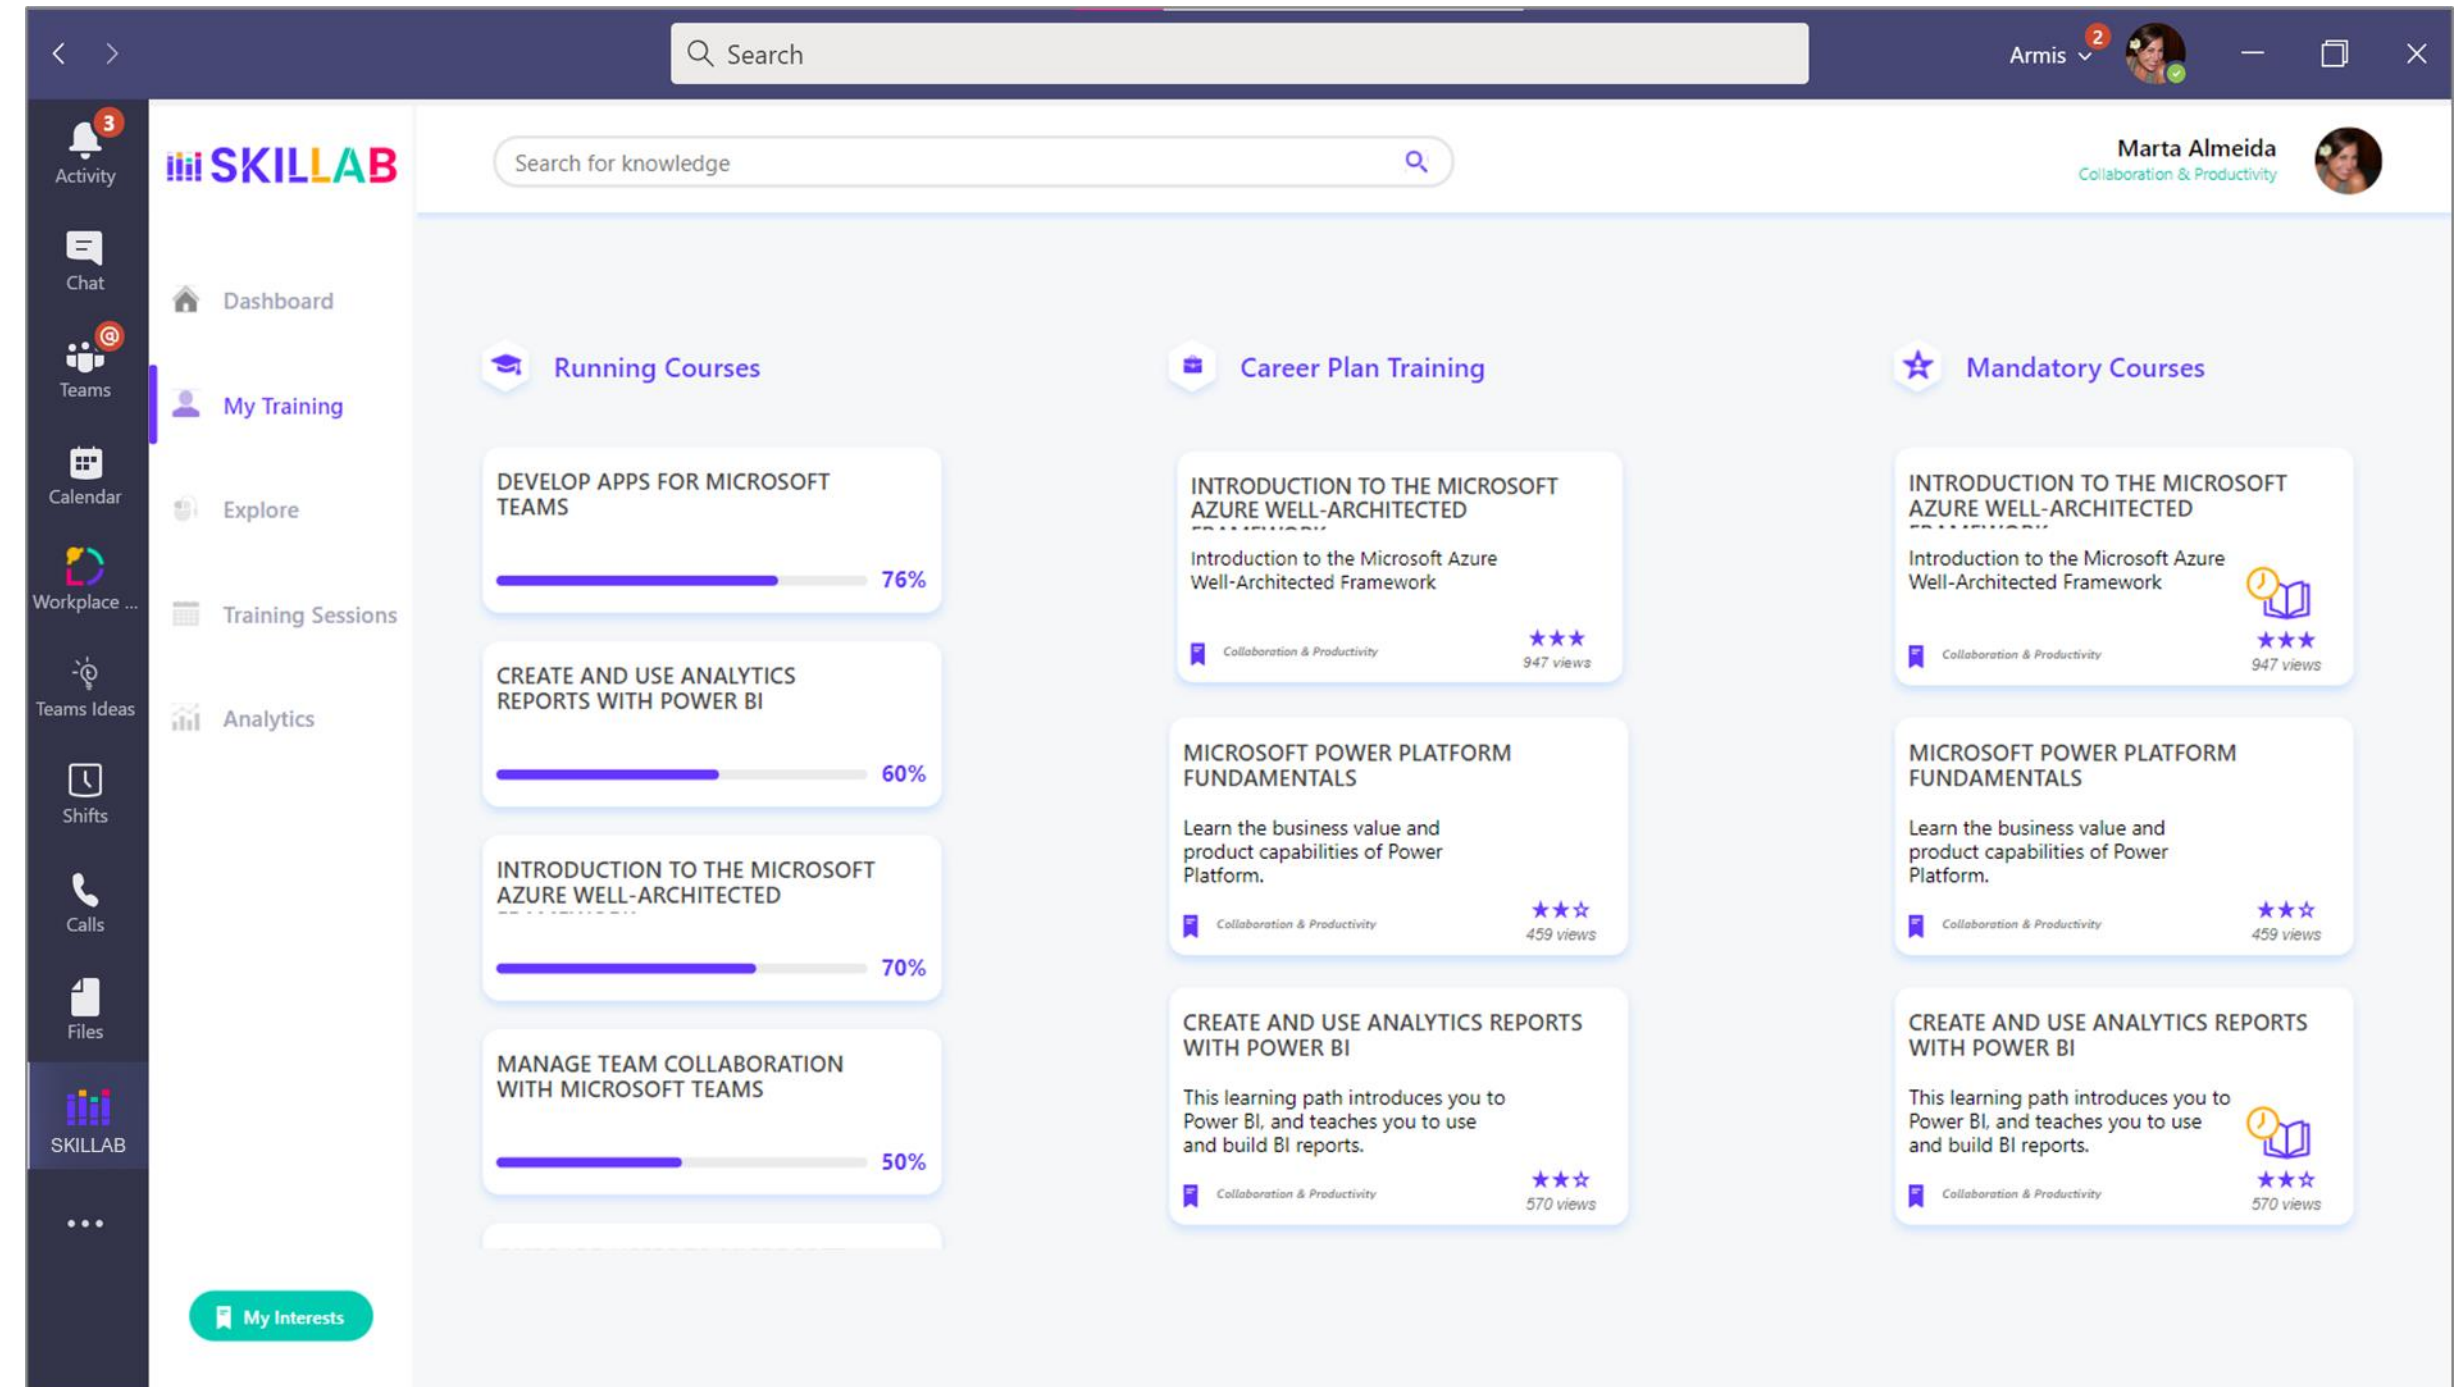 Search
Armis
2
3
Activity
Chat
@
Teams
Calendar
Workplace ...
Teams Ideas
Shifts
Calls
Files
SKILLAB
SKILLAB
Dashboard
My Training
Explore
Training Sessions
Analytics
My Interests
Search for knowledge
Marta Almeida
Collaboration & Productivity
Running Courses
DEVELOP APPS FOR MICROSOFT
TEAMS
76%
CREATE AND USE ANALYTICS
REPORTS WITH POWER BI
60%
INTRODUCTION TO THE MICROSOFT
AZURE WELL-ARCHITECTED
70%
MANAGE TEAM COLLABORATION
WITH MICROSOFT TEAMS
50%
Career Plan Training
INTRODUCTION TO THE MICROSOFT
AZURE WELL-ARCHITECTED
FRAMEWORK
Introduction to the Microsoft Azure
Well-Architected Framework
Collaboration & Productivity
947 views
MICROSOFT POWER PLATFORM
FUNDAMENTALS
Learn the business value and
product capabilities of Power
Platform.
Collaboration & Productivity
459 views
CREATE AND USE ANALYTICS REPORTS
WITH POWER BI
This learning path introduces you to
Power BI, and teaches you to use
and build BI reports.
Collaboration & Productivity
570 views
Mandatory Courses
INTRODUCTION TO THE MICROSOFT
AZURE WELL-ARCHITECTED
FRAMEWORK
Introduction to the Microsoft Azure
Well-Architected Framework
Collaboration & Productivity
947 views
MICROSOFT POWER PLATFORM
FUNDAMENTALS
Learn the business value and
product capabilities of Power
Platform.
Collaboration & Productivity
459 views
CREATE AND USE ANALYTICS REPORTS
WITH POWER BI
This learning path introduces you to
Power BI, and teaches you to use
and build BI reports.
Collaboration & Productivity
570 views